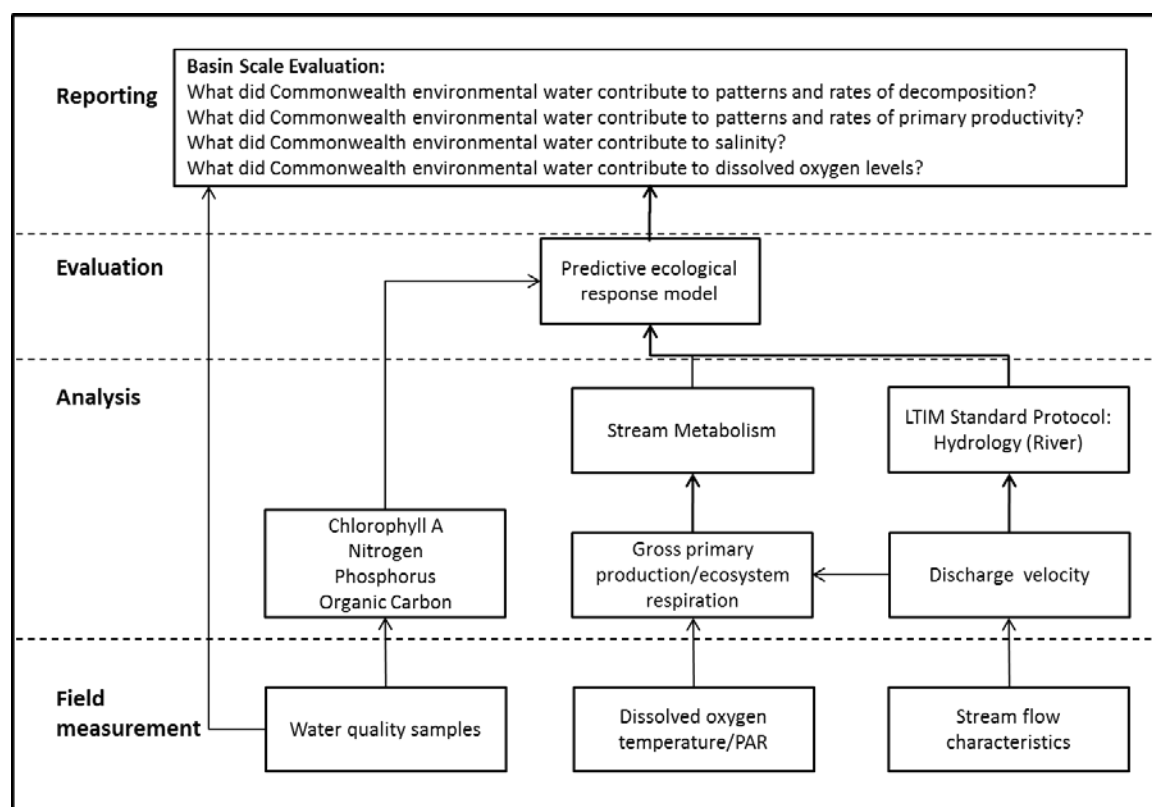 Reporting
Basin Scale Evaluation:
What did Commonwealth environmental water contribute to patterns and rates of decomposition?
What did Commonwealth environmental water contribute to patterns and rates of primary productivity?
What did Commonwealth environmental water contribute to salinity?
What did Commonwealth environmental water contribute to dissolved oxygen levels?
Evaluation
Predictive ecological
response model
Analysis
Stream Metabolism
LTIM Standard Protocol:
Hydrology (River)
Chlorophyll A
Nitrogen
Phosphorus
Organic Carbon
Gross primary
production/ecosystem
respiration
Discharge velocity
Field
measurement
Water quality samples
Dissolved oxygen
temperature/PAR
Stream flow
characteristics